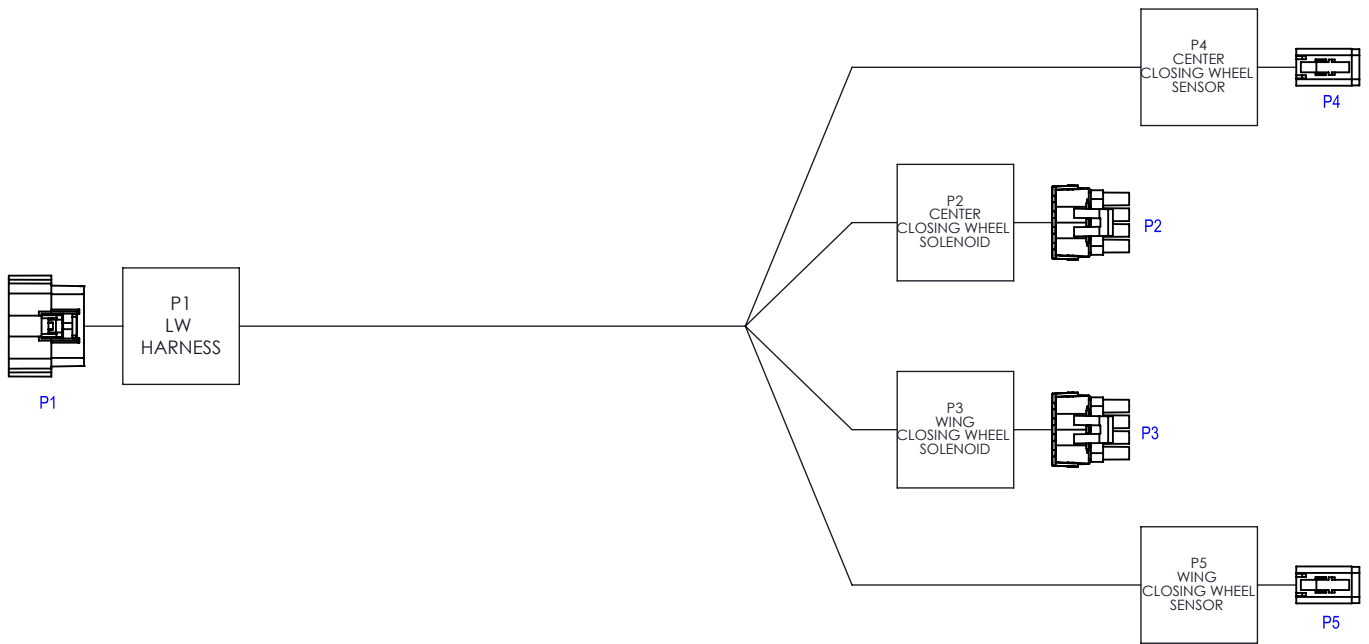 P4
CENTER
CLOSING WHEEL
SENSOR
P4
P2
CENTER
CLOSING WHEEL
SOLENOID
P2
P1
LW
HARNESS
P1
P3
WING
CLOSING WHEEL
SOLENOID
P3
P5
WING
CLOSING WHEEL
SENSOR
P5